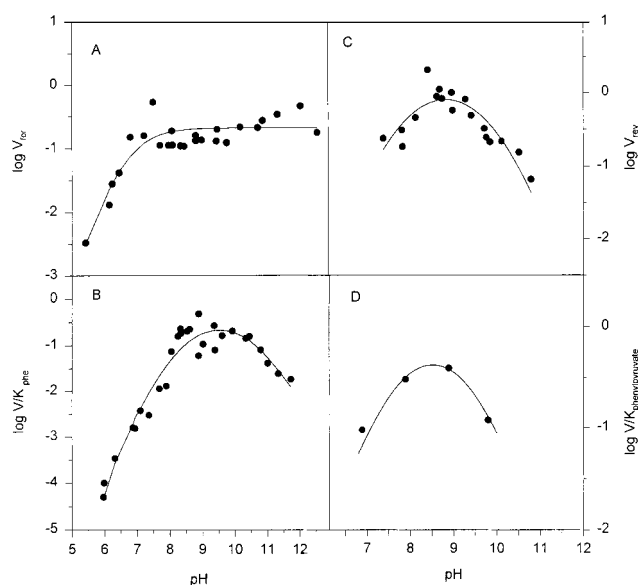 A
1
0
-1
-2
-3
log V_for
C
1
0
-1
-2
log V_rev
B
0
-1
-2
-3
-4
-5
log V/K_phe
5 6 7 8 9 10 11 12
pH
D
0
-1
-2
log V/K_phenylpyruvate
7 8 9 10 11 12
pH